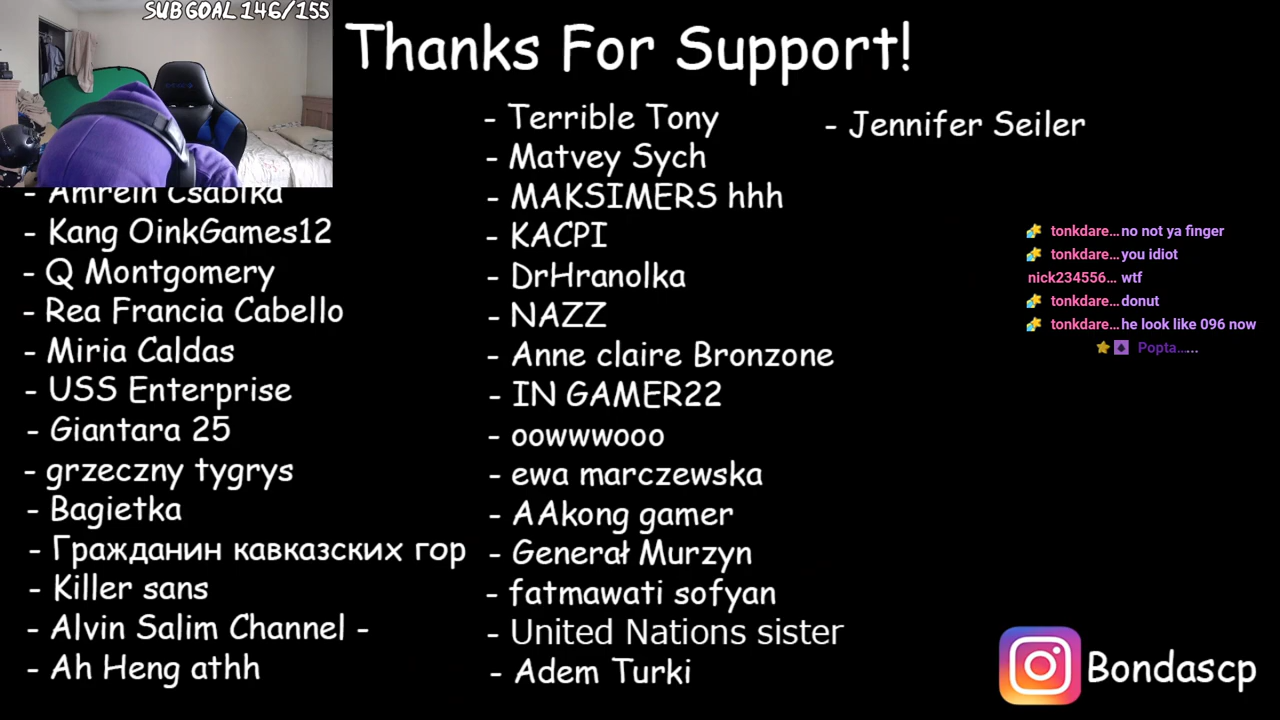 SUB GOAL 146/155
Thanks For Support!
- Amrein Csabika
- Kang OinkGames12
- Q Montgomery
- Rea Francia Cabello
- Miria Caldas
- USS Enterprise
- Giantara 25
- grzeczny tygrys
- Bagietka
- Гражданин кавказских гор
- Killer sans
- Alvin Salim Channel -
- Ah Heng athh
- Terrible Tony
- Matvey Sych
- MAKSIMERS hhh
- KACPI
- DrHranolka
- NAZZ
- Anne claire Bronzone
- IN GAMER22
- oowwwooo
- ewa marczewska
- AAkong gamer
- Generał Murzyn
- fatmawati sofyan
- United Nations sister
- Adem Turki
- Jennifer Seiler
tonkdare... no not ya finger
tonkdare... you idiot
nick234556... wtf
tonkdare... donut
tonkdare... he look like 096 now
Popta......
Bondascp